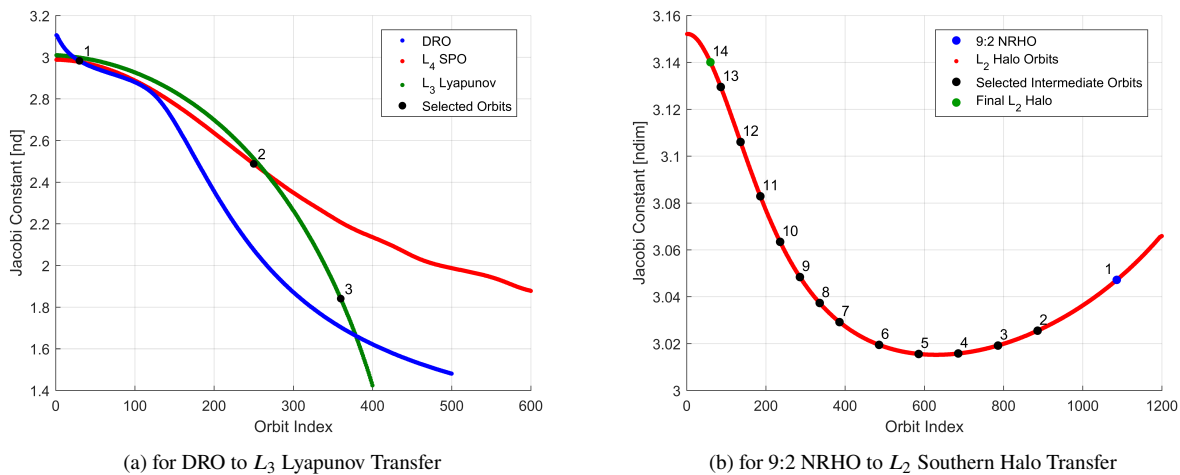 3.2
3
2.8
2.6
2.4
2.2
2
1.8
1.6
1.4
Jacobi Constant [nd]
0 100 200 300 400 500 600
Orbit Index
1
2
3
DRO
L4 SPO
L3 Lyapunov
Selected Orbits
(a) for DRO to L3 Lyapunov Transfer
3.16
3.14
3.12
3.1
3.08
3.06
3.04
3.02
3
Jacobi Constant [ndim]
0 200 400 600 800 1000 1200
Orbit Index
14
13
12
11
10
9
8
7
6
5
4
3
2
1
9:2 NRHO
L2 Halo Orbits
Selected Intermediate Orbits
Final L2 Halo
(b) for 9:2 NRHO to L2 Southern Halo Transfer